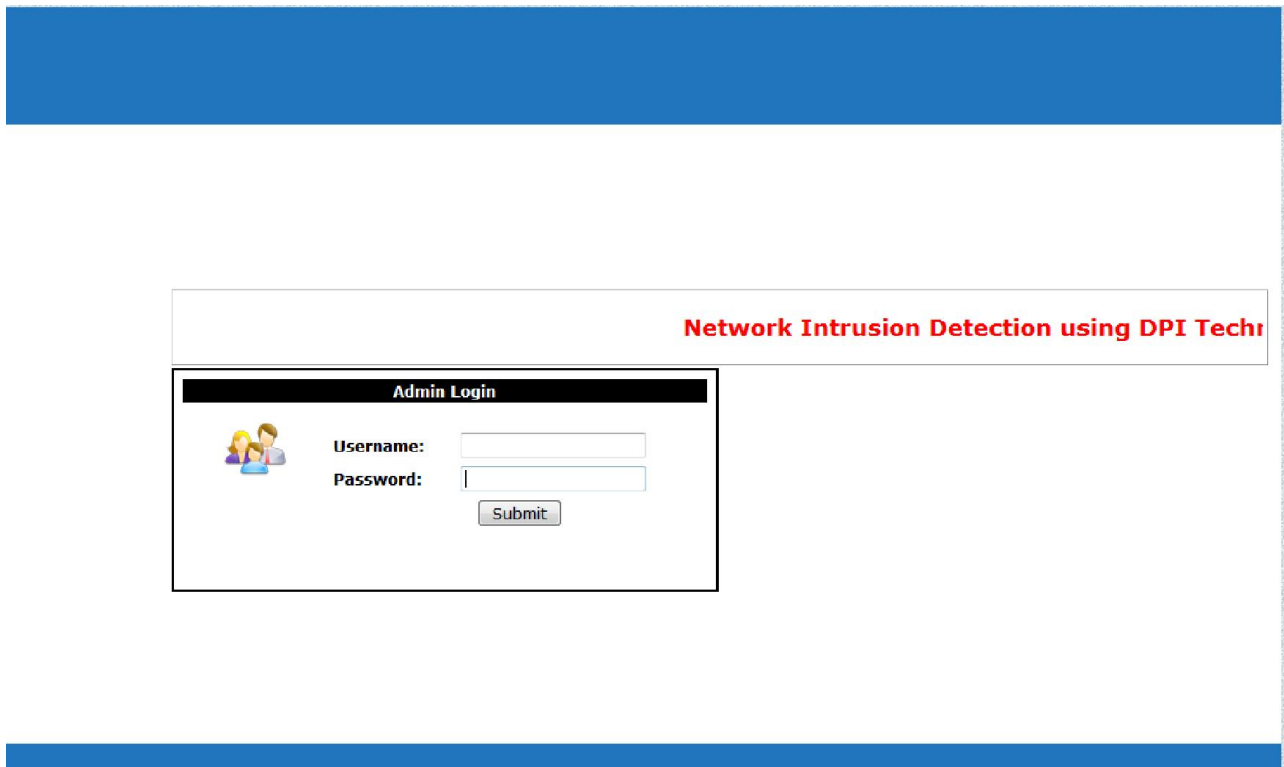 Network Intrusion Detection using DPI
Admin Login
Username:
Password:
Submit